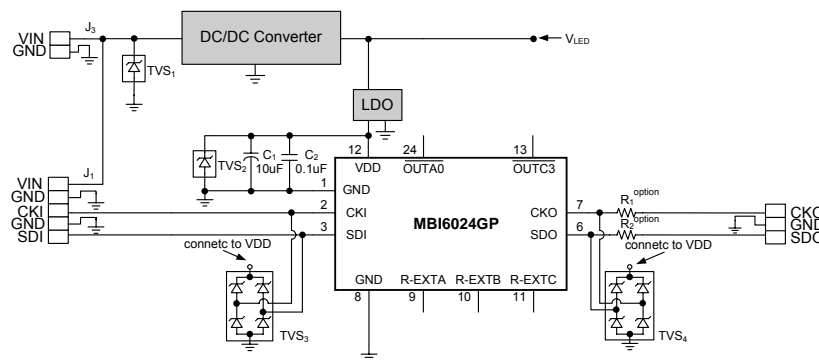 VIN
GND
J3
DC/DC Converter
VLED
TVS1
LDO
TVS2
C1
10uF
C2
0.1uF
12
VDD
24
OUTA0
13
OUTC3
J1
VIN
GND
CKI
GND
SDI
1
GND
2
CKI
3
SDI
MBI6024GP
7
CKO
6
SDO
R1 option
R2 option
CKO
GND
SDO
connetc to VDD
TVS3
GND
8
R-EXTA
9
R-EXTB
10
R-EXTC
11
connetc to VDD
TVS4